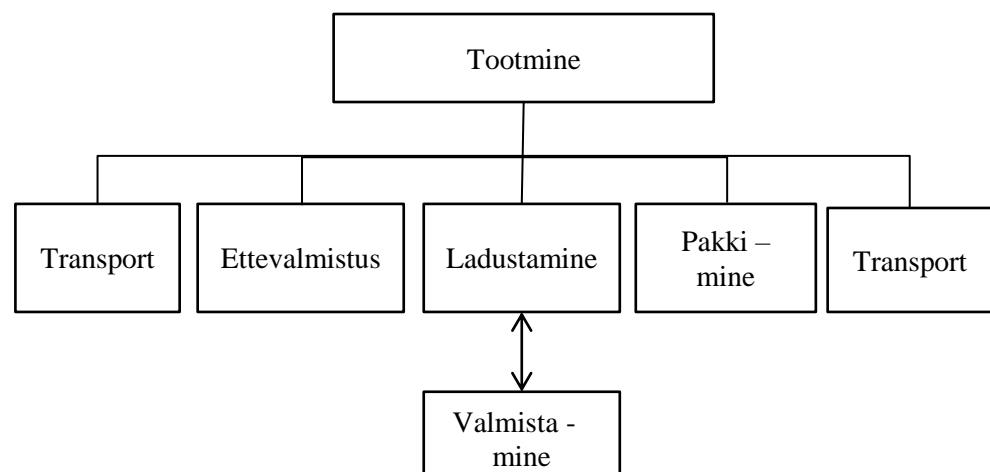 Tootmine
Transport
Ettevalmistus
Ladustamine
Pakki –
mine
Transport
Valmista -
mine